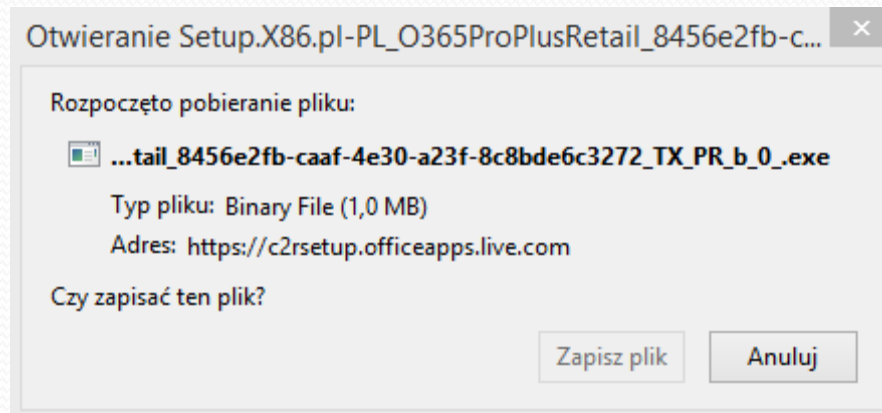 Otwieranie Setup.X86.pl-PL_O365ProPlusRetail_8456e2fb-c...
Rozpoczęto pobieranie pliku:
...tail_8456e2fb-caaf-4e30-a23f-8c8bde6c3272_TX_PR_b_0_.exe
Typ pliku: Binary File (1,0 MB)
Adres: https://c2rsetup.officeapps.live.com
Czy zapisać ten plik?
Zapisz plik Anuluj